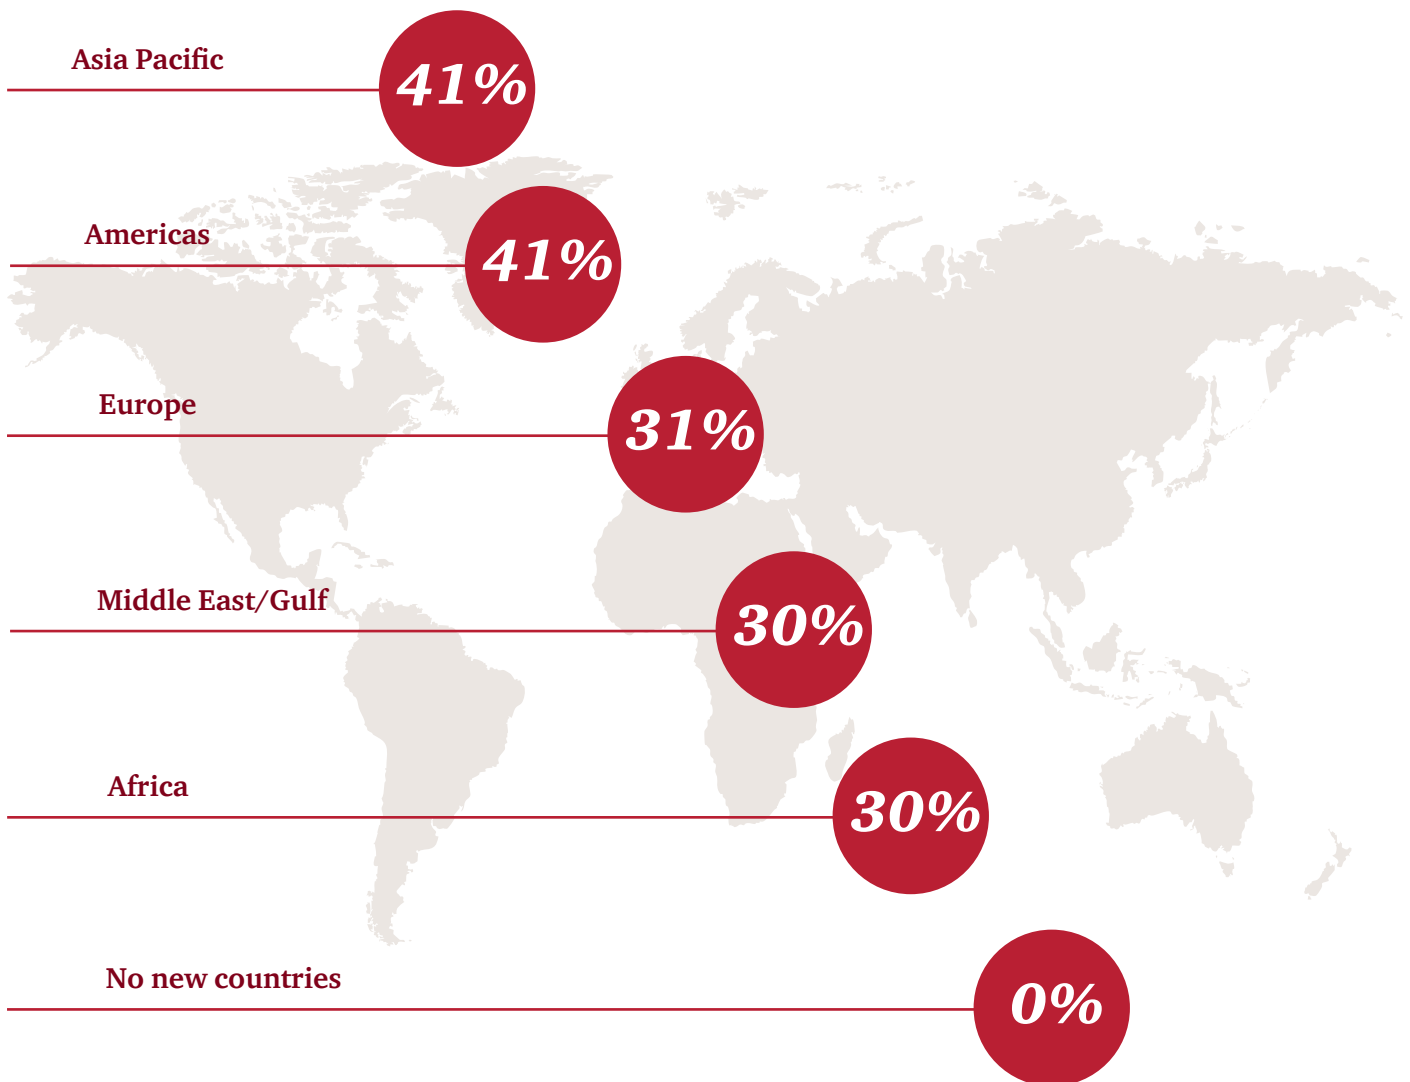 Asia Pacific
41%
Americas
41%
Europe
31%
Middle East/Gulf
30%
Africa
30%
No new countries
0%